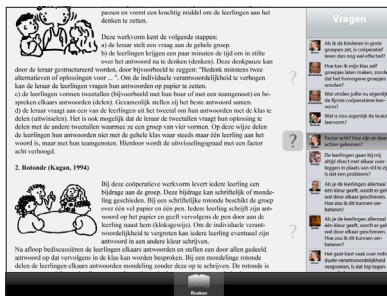 passen en vormt een krachtig middel om de leerlingen aan het
denken te zetten.
Deze werkvorm kent de volgende stappen:
a) de leraar stelt een vraag aan de gehele groep.
b) de leerlingen krijgen een paar minuten de tijd om in stilte
over het antwoord na te denken (denken). Deze denkpauze kan
door de leraar gestructureerd worden, door bijvoorbeeld te zeggen: "Bedenk minstens twee
alternatieven of oplossingen voor ... ". Om de individuele verantwoordelijkheid te verhogen
kan de leraar de leerlingen vragen hun antwoorden op papier te zetten.
c) de leerlingen vormen tweetallen (bijvoorbeeld met hun buur of met een teamgenoot) en be-
spreken elkaars antwoorden (delen). Gezamenlijk stellen zij het beste antwoord samen.
d) de leraar vraagt aan een van de leerlingen uit het tweetal om hun antwoorden met de klas te
delen (uitwisselen). Het is ook mogelijk dat de leraar de tweetallen vraagt hun oplossing te
delen met de andere tweetallen waarmee ze een groep van vier vormen. Op deze wijze delen
de leerlingen hun antwoorden niet met de gehele klas waar steeds maar één leerling aan het
woord is, maar met hun teamgenoten. Hierdoor wordt de uitwisselingsgraad met een factor
acht verhoogd.
2. Rotonde (Kagan, 1994)
Bij deze coöperatieve werkvorm levert iedere leerling een
bijdrage aan de groep. Deze bijdrage kan schriftelijk of monde-
ling geschieden. Bij een schriftelijke rotonde beschikt de groep
over één vel papier en één pen. Iedere leerling schrijft zijn ant-
woord op het papier en geeft vervolgens de pen door aan de
leerling naast hem (kloksgewijs). Om de individuele verant-
woordelijkheid te vergroten kan iedere leerling eventueel zijn
antwoord in een andere kleur schrijven.
Na afloop bediscussiëren de leerlingen elkaars antwoorden en stellen een door allen gedeeld
antwoord op dat vervolgens in de klas kan worden besproken. Bij een mondelinge rotonde
delen de leerlingen elkaars antwoorden mondeling zonder deze op te schrijven. De rotonde is
?
?
?
Vragen
Als ik de kinderen in grote
groepen zet, is coöperatief
leren dan nog wel effectief?
Hoe kan ik mijn klas zelf
groepjes laten maken, zonder
dat het homogene groepjes
worden?
Wat vinden jullie nu eigenlijk
de fijnste coöperatieve leer-
vorm?
Wat is nou eigenlijk de leukste
leervorm?
Factor acht? Hoe zijn ze daar
achter gekomen?
De leerlingen gaan bij mij
altijd direct met elkaar over-
leggen in plaats van stil te zijn.
Is dat een probleem?
Als je de leerlingen allemaal
één kleur geeft, wordt er geld
wel door elkaar geschreven.
Hoe zou ik dit kunnen ver-
beteren?
Als je de leerlingen allemaal
één kleur geeft, wordt er geld
wel door elkaar geschreven.
Hoe zou ik dit kunnen ver-
beteren?
Het gaat best vaak over indivi-
duele verantwoordelijkheid
vergroten, is dat hip tegen-
Boeken